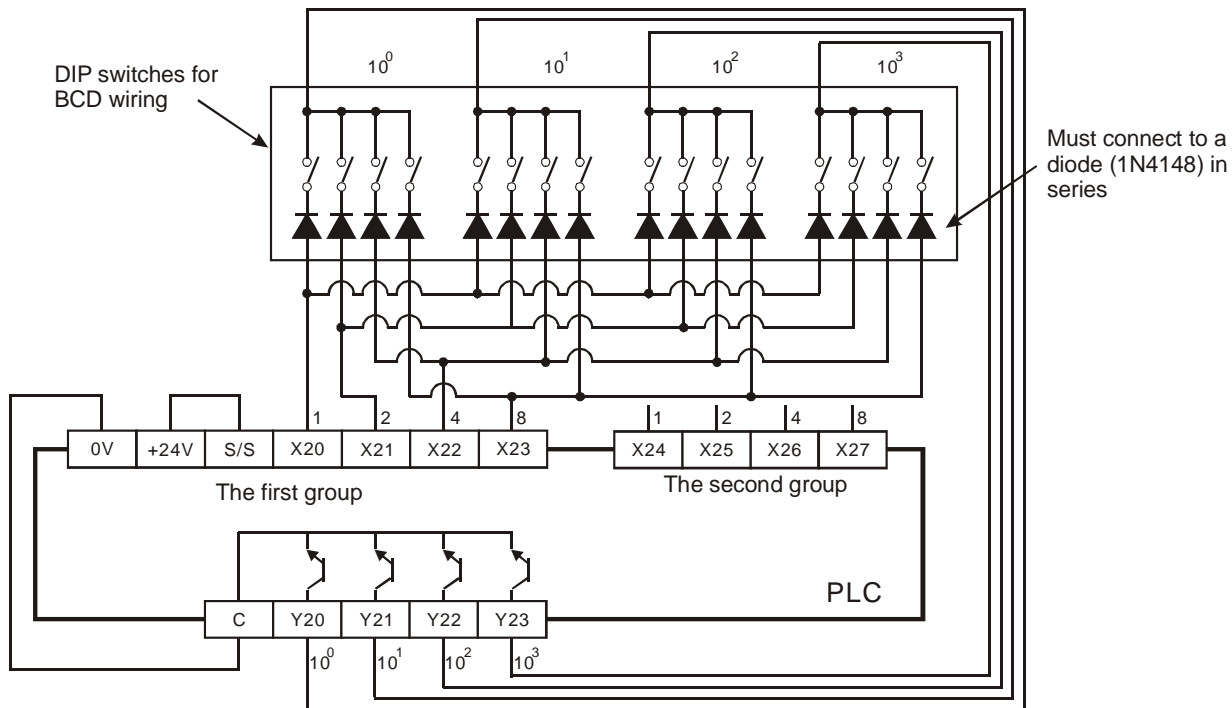 10^0 10^1 10^2 10^3
DIP switches for
BCD wiring
Must connect to a
diode (1N4148) in
series
1 2 4 8 1 2 4 8
0V +24V S/S X20 X21 X22 X23 X24 X25 X26 X27
The first group
The second group
PLC
C Y20 Y21 Y22 Y23
10^0 10^1 10^2 10^3